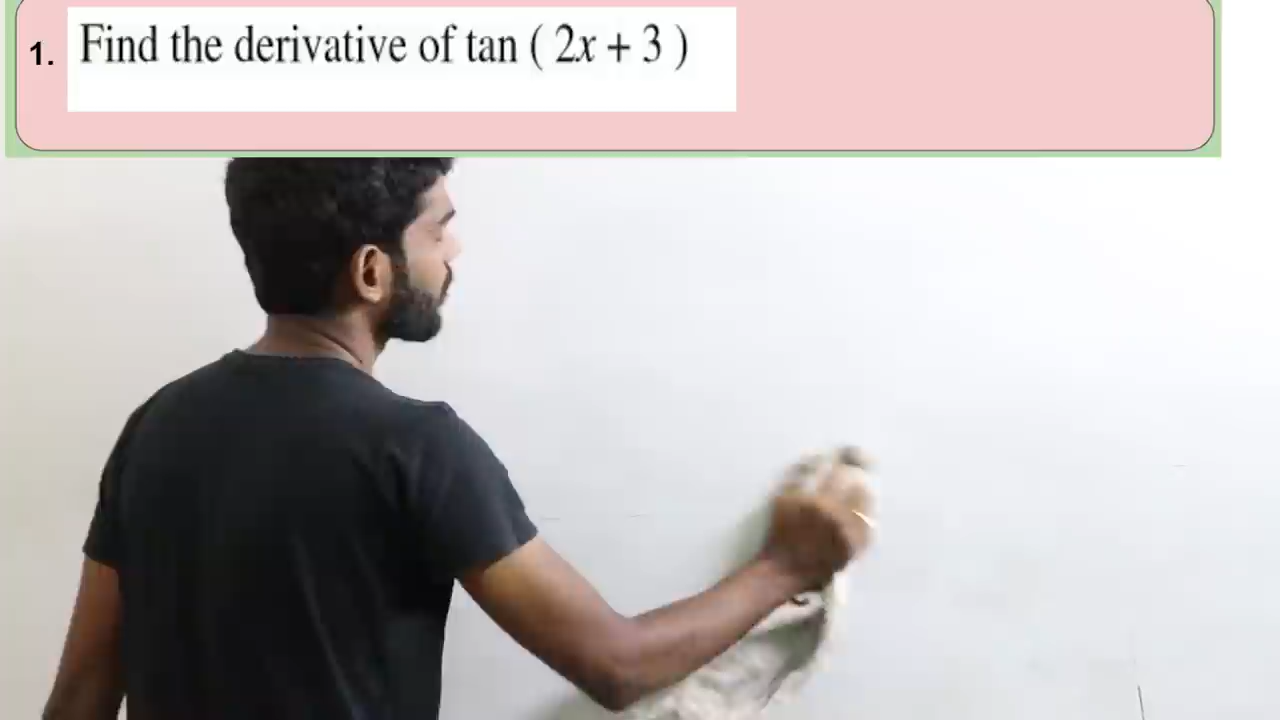 1. Find the derivative of tan ( 2x + 3 )